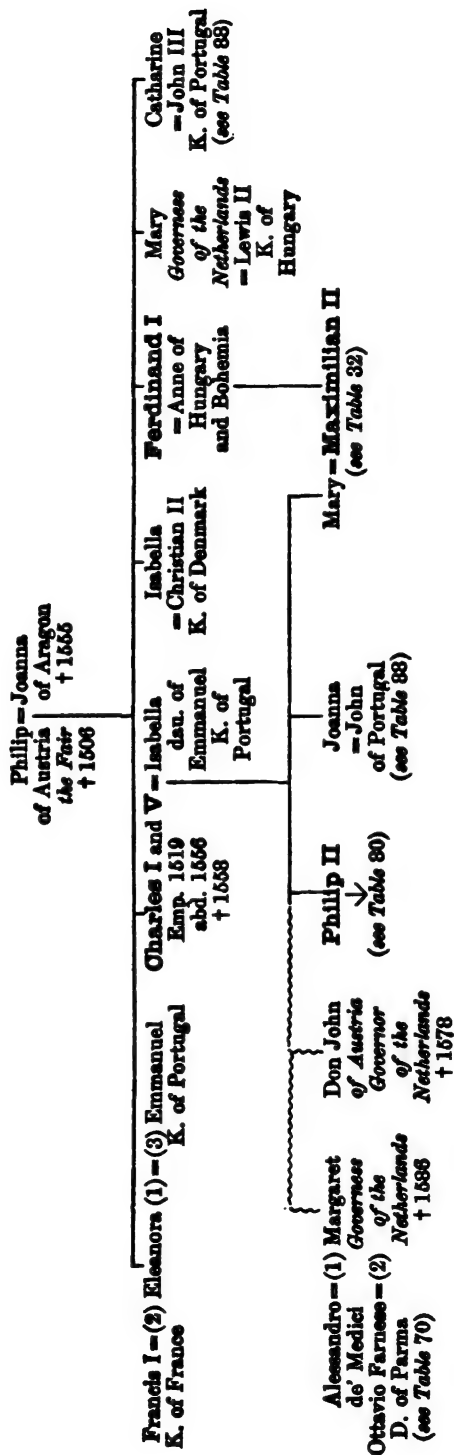 Philip = Joanna
of Austria of Aragon
the Fair †1555
†1506
Francis I = (2) Eleanora (1) = (3) Emmanuel
K. of France K. of Portugal
Charles I and V = Isabella
Emp. 1519 dau. of
abd. 1556 Emmanuel
†1558 K. of
Portugal
Isabella
= Christian II
K. of Denmark
Ferdinand I
= Anne of
Hungary
and Bohemia
Mary
Governess
of the
Netherlands
= Lewis II
K. of
Hungary
Catharine
= John III
K. of Portugal
(see Table 88)
Alessandro = (1) Margaret
de' Medici Governess
Ottavio Farnese = (2) of the
D. of Parma Netherlands
(see Table 70) †1586
Don John
of Austria
Governor
of the
Netherlands
†1578
Philip II
(see Table 80)
Joanna
= John
of Portugal
(see Table 88)
Mary = Maximilian II
(see Table 32)